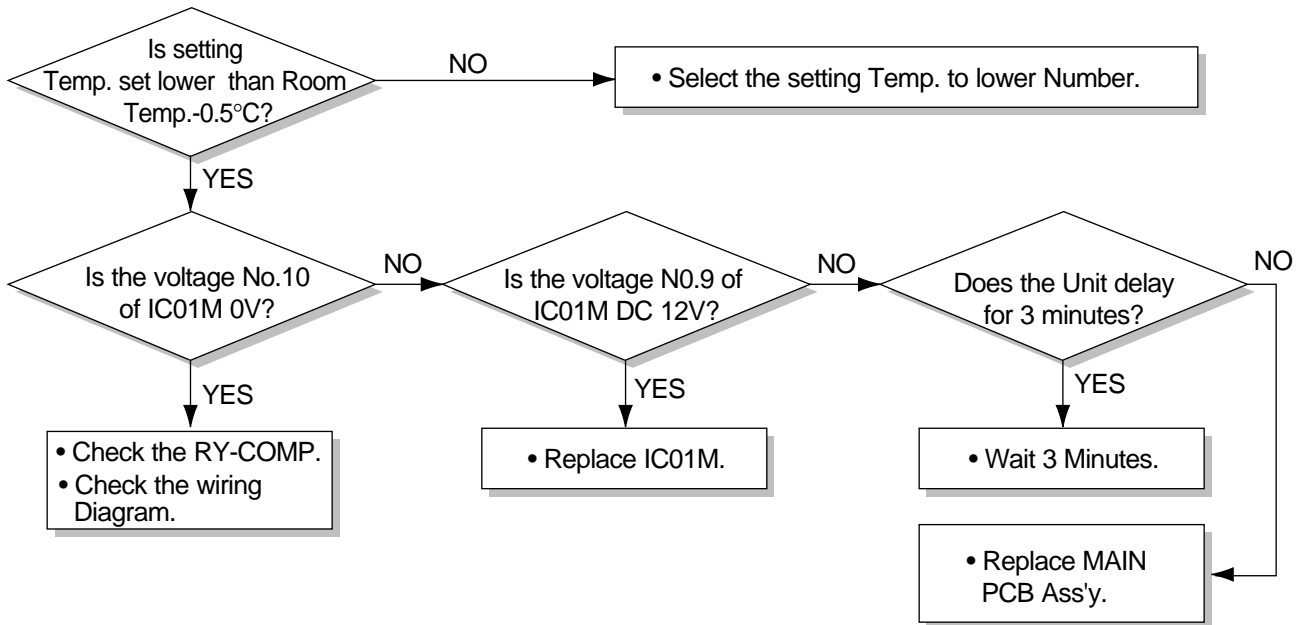 Is setting
Temp. set lower than Room
Temp.-0.5°C?
NO
• Select the setting Temp. to lower Number.
YES
Is the voltage No.10
of IC01M 0V?
NO
Is the voltage N0.9 of
IC01M DC 12V?
NO
Does the Unit delay
for 3 minutes?
NO
YES
YES
YES
• Check the RY-COMP.
• Check the wiring
Diagram.
• Replace IC01M.
• Wait 3 Minutes.
• Replace MAIN
PCB Ass'y.